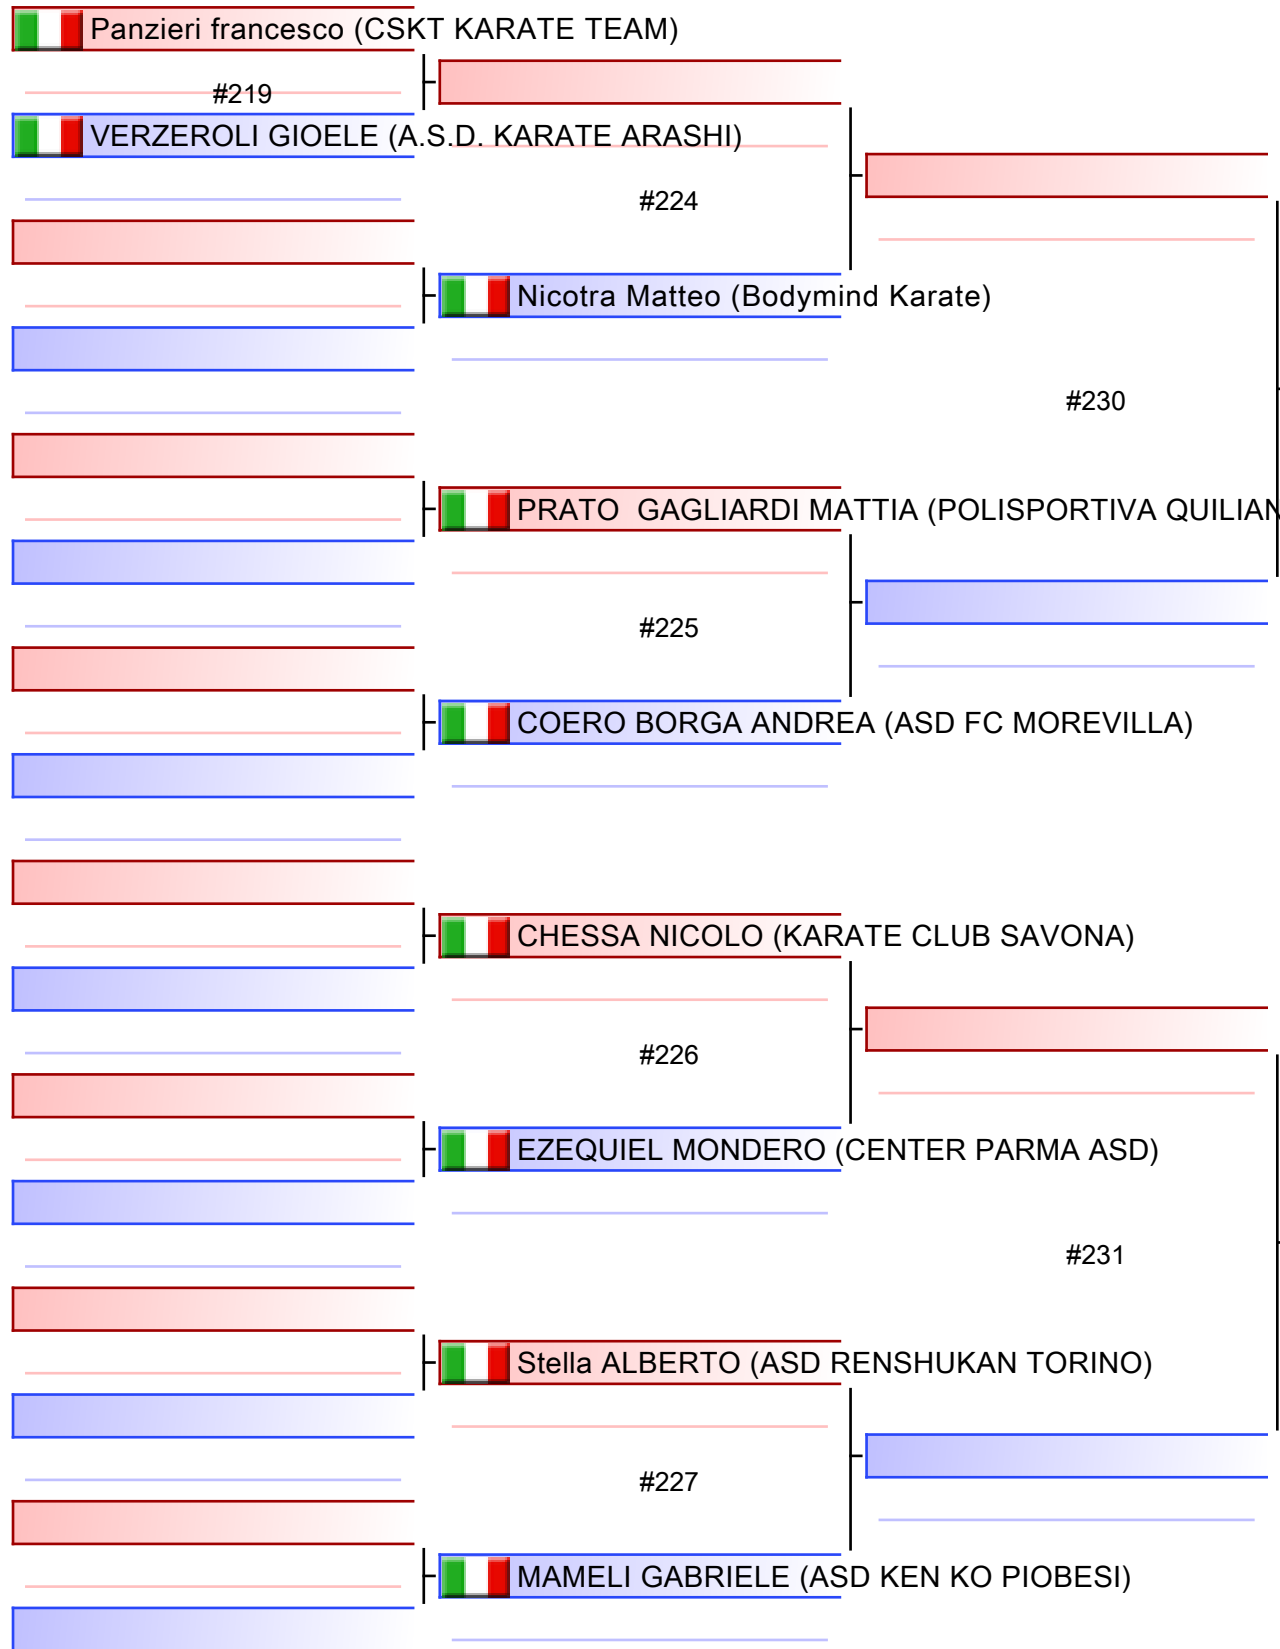 Panzieri francesco (CSKT KARATE TEAM)
#219
VERZEROLI GIOELE (A.S.D. KARATE ARASHI)
#224
Nicotra Matteo (Bodymind Karate)
#230
PRATO  GAGLIARDI MATTIA (POLISPORTIVA QUILIAN
#225
COERO BORGA ANDREA (ASD FC MOREVILLA)
CHESSA NICOLO (KARATE CLUB SAVONA)
#226
EZEQUIEL MONDERO (CENTER PARMA ASD)
#231
Stella ALBERTO (ASD RENSHUKAN TORINO)
#227
MAMELI GABRIELE (ASD KEN KO PIOBESI)